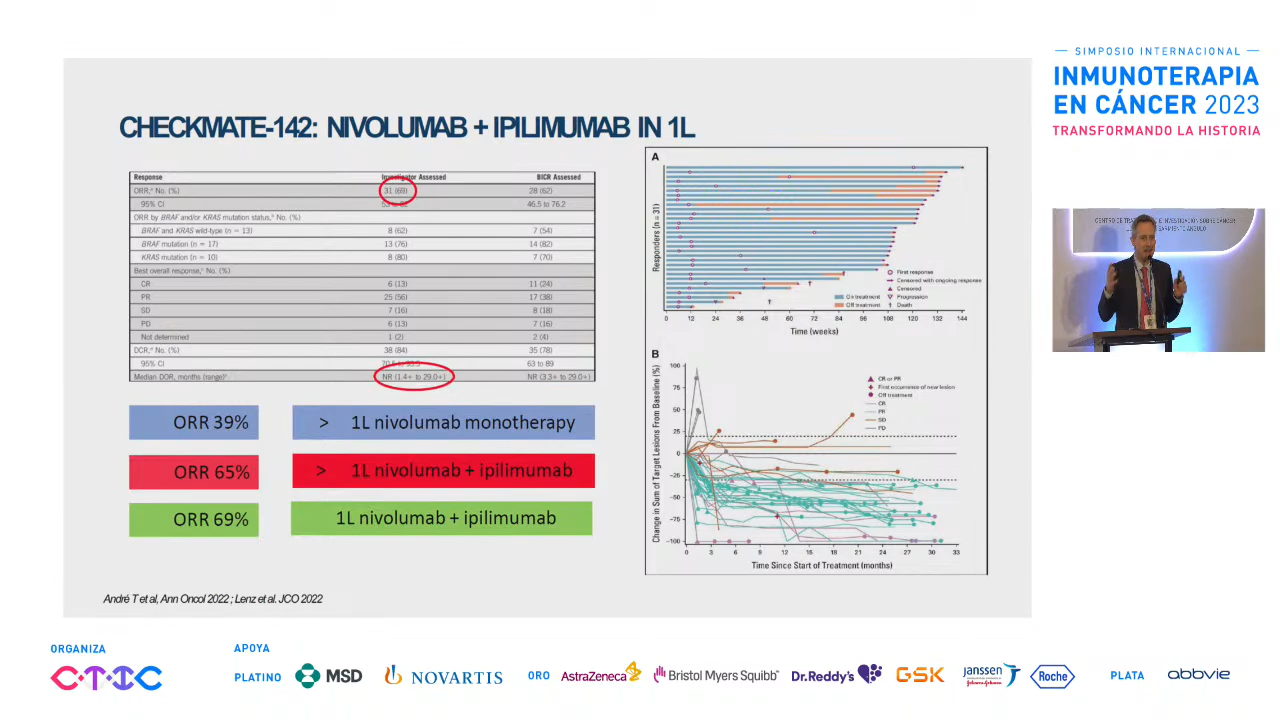 SIMPOSIO INTERNACIONAL
INMUNOTERAPIA
EN CÁNCER 2023
TRANSFORMANDO LA HISTORIA
CHECKMATE-142: NIVOLUMAB + IPILIMUMAB IN 1L
Response Investigator Assessed BICR Assessed
ORR,ᵃ No. (%) 31 (69) 28 (62)
95% CI 46.5 to 76.2
ORR by BRAF and/or KRAS mutation status,ᵇ No. (%)
BRAF and KRAS wild-type (n = 13) 8 (62) 7 (54)
BRAF mutation (n = 17) 13 (76) 14 (82)
KRAS mutation (n = 10) 8 (80) 7 (70)
Best overall response,ᶜ No. (%)
CR 6 (13) 11 (24)
PR 25 (56) 17 (38)
SD 7 (16) 8 (18)
PD 6 (13) 7 (16)
Not determined 1 (2) 2 (4)
DCR,ᵈ No. (%) 38 (84) 35 (78)
95% CI 63 to 89
Median DOR, months (range) NR (1.4+ to 29.0+) NR (3.3+ to 29.0+)
ORR 39% > 1L nivolumab monotherapy
ORR 65% > 1L nivolumab + ipilimumab
ORR 69% 1L nivolumab + ipilimumab
A
Responders (n = 31)
First response
Censored with ongoing response
Censored
On treatment Progression
Off treatment Death
0 12 24 36 48 60 72 84 96 108 120 132 144
Time (weeks)
B
Change in Sum of Target Lesions From Baseline (%)
100
75
50
25
0
−25
−50
−75
−100
CR or PR
First occurrence of new lesion
Off treatment
CR
PR
SD
PD
0 3 6 9 12 15 18 21 24 27 30 33
Time Since Start of Treatment (months)
André T et al, Ann Oncol 2022 ; Lenz et al. JCO 2022
ORGANIZA
CTIC
APOYA
PLATINO
MSD
NOVARTIS
ORO
AstraZeneca
Bristol Myers Squibb
Dr.Reddy's
GSK
Janssen
Johnson-Johnson
Roche
PLATA
abbvie